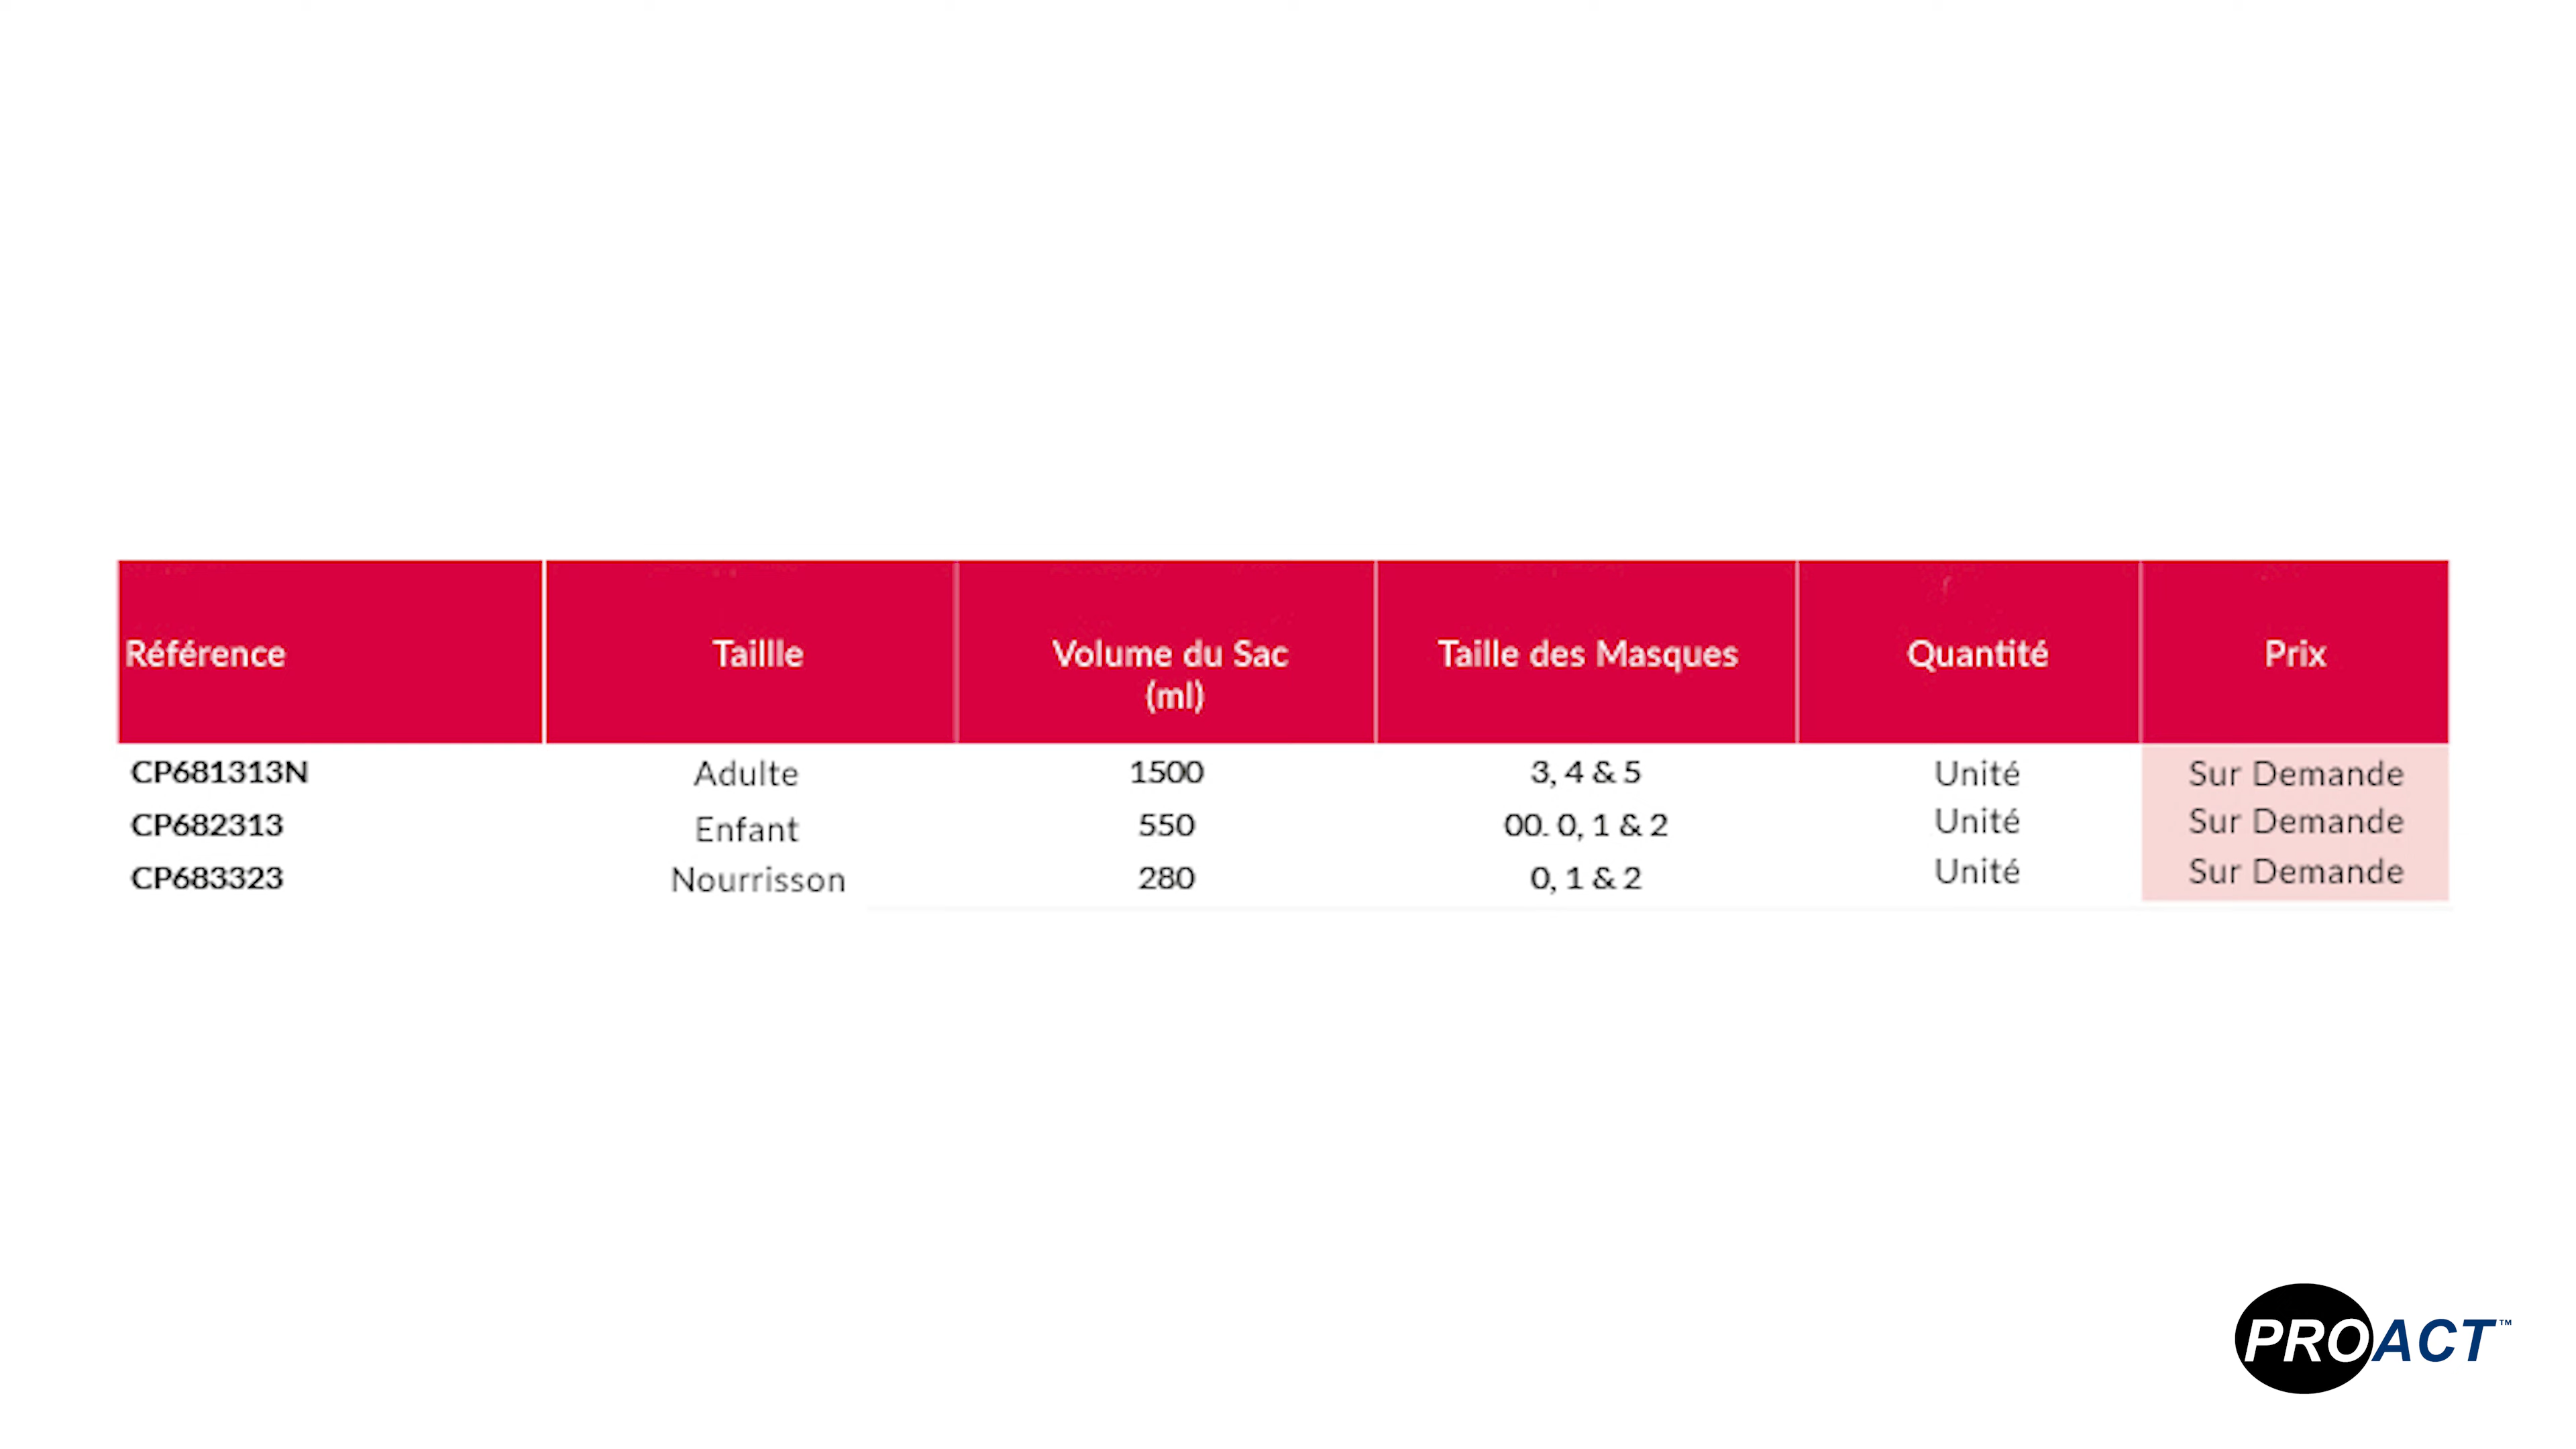 Référence Taillle Volume du Sac Taille des Masques Quantité Prix
(ml)
CP681313N Adulte 1500 3, 4 & 5 Unité Sur Demande
CP682313 Enfant 550 00. 0, 1 & 2 Unité Sur Demande
CP683323 Nourrisson 280 0, 1 & 2 Unité Sur Demande
PROACT™